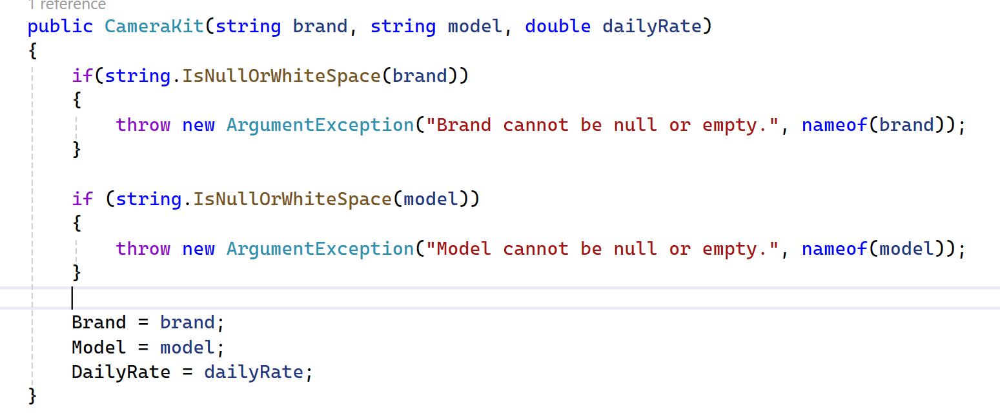 1 reference
public CameraKit(string brand, string model, double dailyRate)
{
    if(string.IsNullOrWhiteSpace(brand))
    {
        throw new ArgumentException("Brand cannot be null or empty.", nameof(brand));
    }

    if (string.IsNullOrWhiteSpace(model))
    {
        throw new ArgumentException("Model cannot be null or empty.", nameof(model));
    }

    Brand = brand;
    Model = model;
    DailyRate = dailyRate;
}